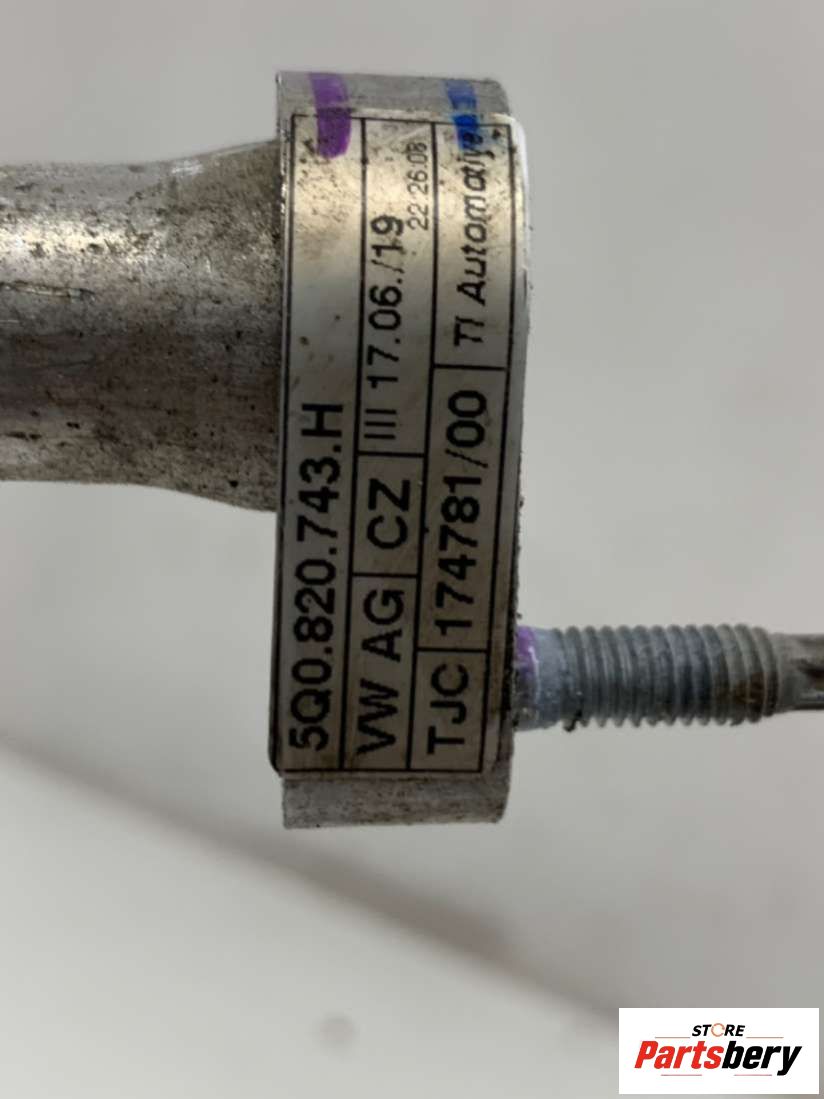 5Q0.820.743.H
VW AG CZ III 17.06./19 22:26:08
TJC 174781/00 TI Automotive
STORE
Partsbery